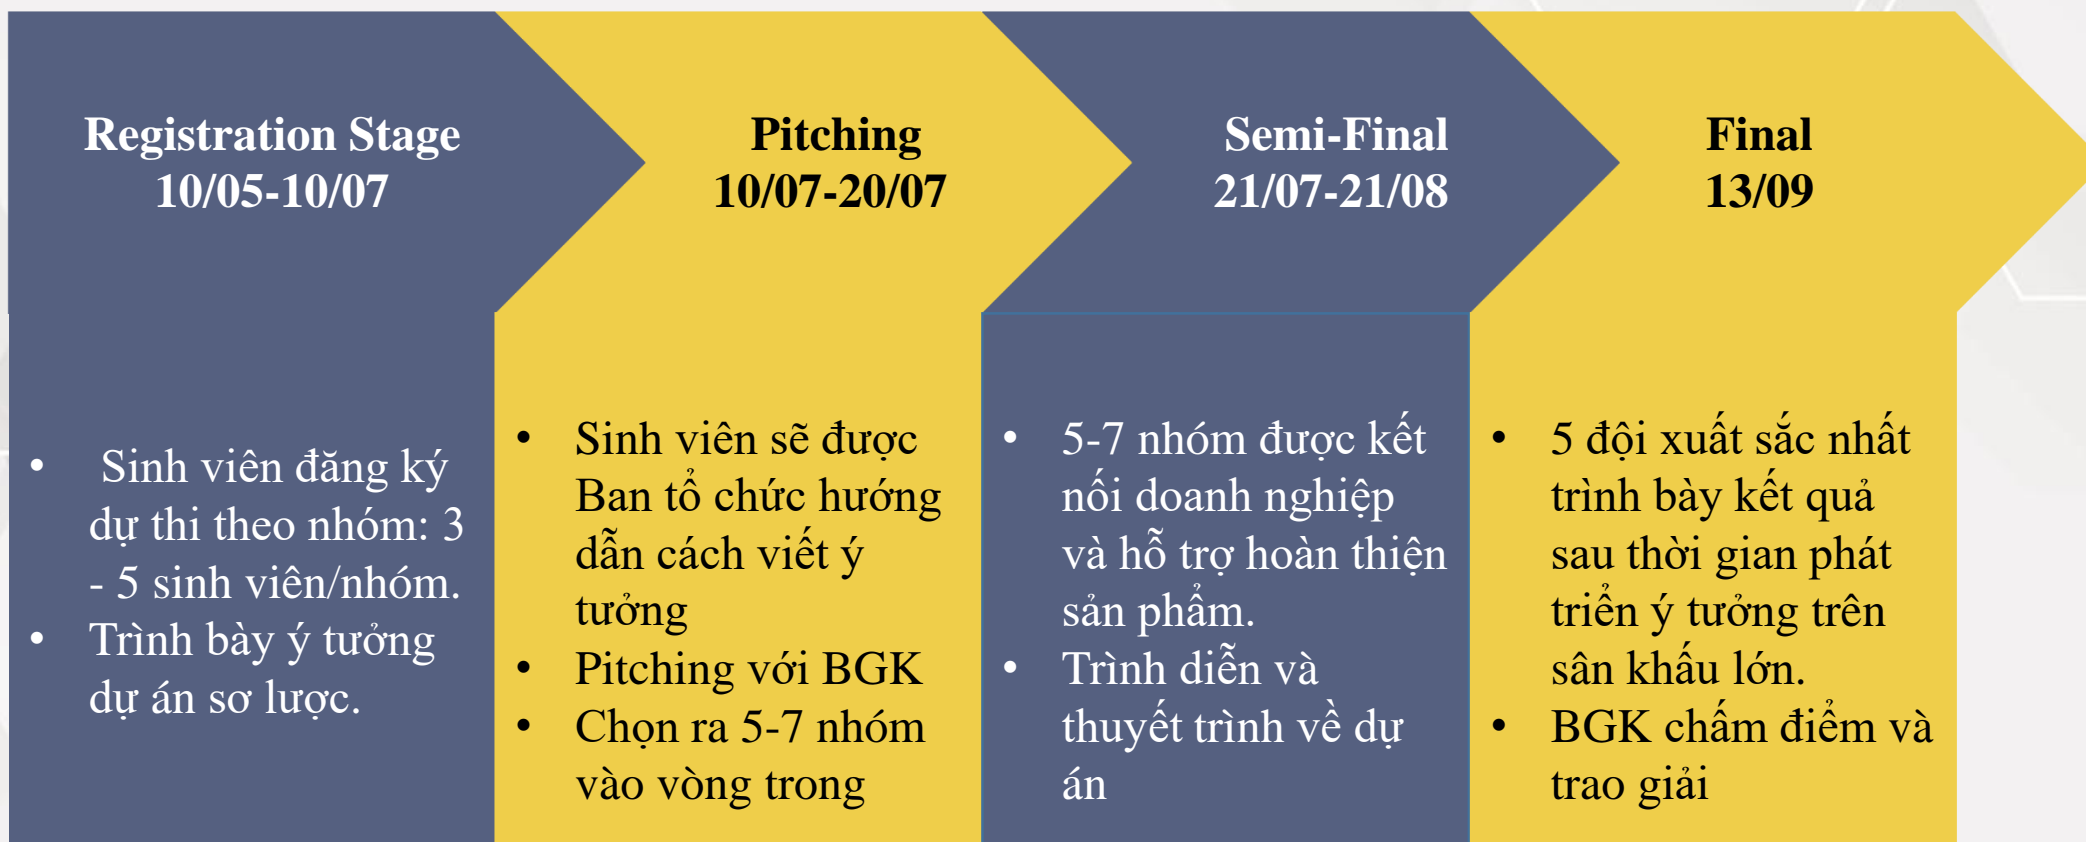 Registration Stage
10/05-10/07
Pitching
10/07-20/07
Semi-Final
21/07-21/08
Final
13/09
• Sinh viên đăng ký
dự thi theo nhóm: 3
- 5 sinh viên/nhóm.
• Trình bày ý tưởng
dự án sơ lược.
• Sinh viên sẽ được
Ban tổ chức hướng
dẫn cách viết ý
tưởng
• Pitching với BGK
• Chọn ra 5-7 nhóm
vào vòng trong
• 5-7 nhóm được kết
nối doanh nghiệp
và hỗ trợ hoàn thiện
sản phẩm.
• Trình diễn và
thuyết trình về dự
án
• 5 đội xuất sắc nhất
trình bày kết quả
sau thời gian phát
triển ý tưởng trên
sân khấu lớn.
• BGK chấm điểm và
trao giải